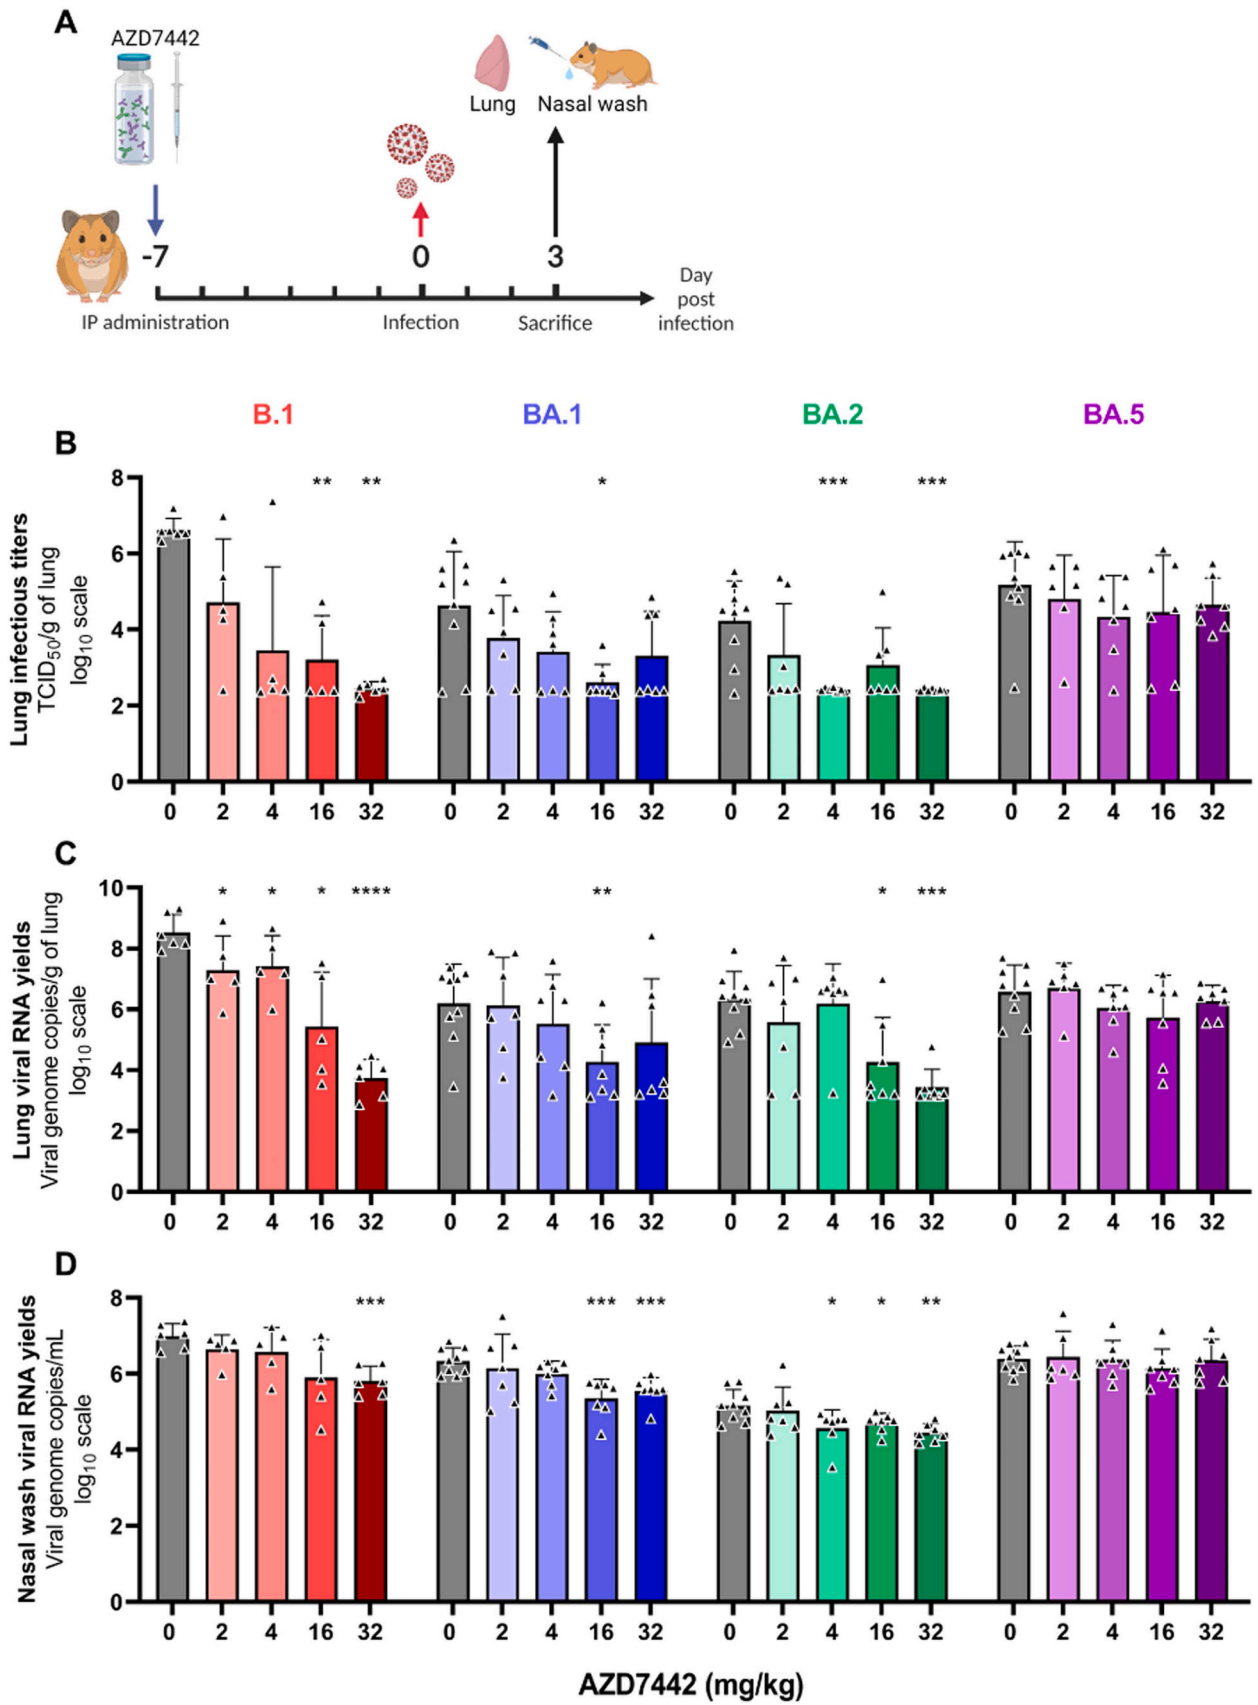 A
AZD7442
Lung
Nasal wash
-7
0
3
IP administration
Infection
Sacrifice
Day
post
infection
B.1
BA.1
BA.2
BA.5
B
Lung infectious titers
TCID50/g of lung
log10 scale
8
6
4
2
0
**
**
*
***
***
0 2 4 16 32
0 2 4 16 32
0 2 4 16 32
0 2 4 16 32
C
Lung viral RNA yields
Viral genome copies/g of lung
log10 scale
10
8
6
4
2
0
*
*
*
****
**
*
***
0 2 4 16 32
0 2 4 16 32
0 2 4 16 32
0 2 4 16 32
D
Nasal wash viral RNA yields
Viral genome copies/mL
log10 scale
8
6
4
2
0
***
***
***
*
*
**
0 2 4 16 32
0 2 4 16 32
0 2 4 16 32
0 2 4 16 32
AZD7442 (mg/kg)